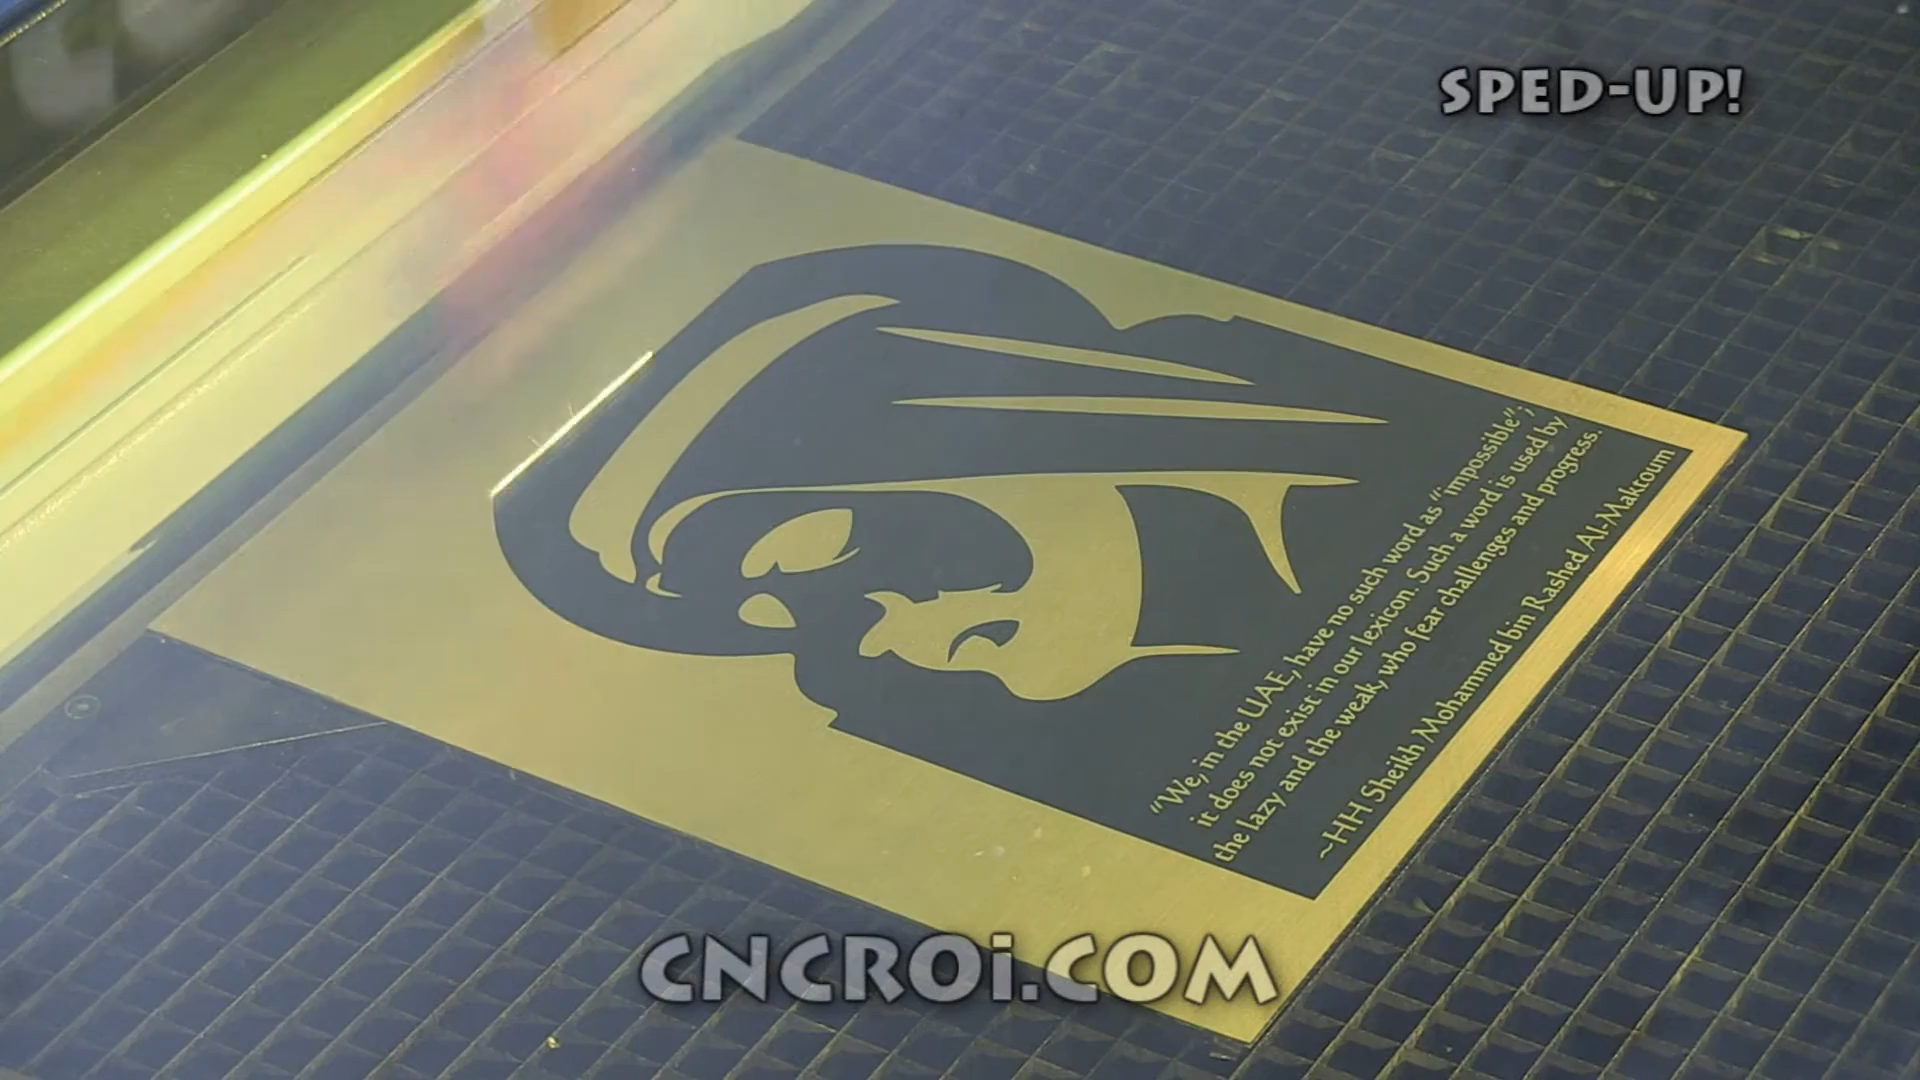 SPED-UP!
"We, in the UAE, have no such word as "impossible";
it does not exist in our lexicon. Such a word is used by
the lazy and the weak, who fear challenges and progress.
~HH Sheikh Mohammed bin Rashed Al-Maktoum
CNCROi.COM